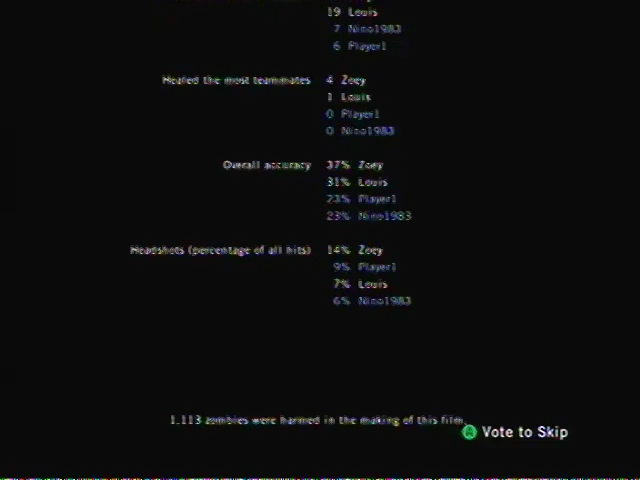 19 Louis
7 Nino1983
6 Player1
Healed the most teammates 4 Zoey
1 Louis
0 Player1
0 Nino1983
Overall accuracy 37% Zoey
31% Louis
23% Player1
23% Nino1983
Headshots (percentage of all hits) 14% Zoey
9% Player1
7% Louis
6% Nino1983
1,113 zombies were harmed in the making of this film.
A Vote to Skip